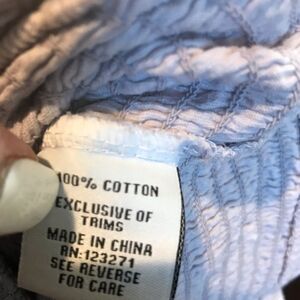 100% COTTON
EXCLUSIVE OF
TRIMS
MADE IN CHINA
RN:123271
SEE REVERSE
FOR CARE